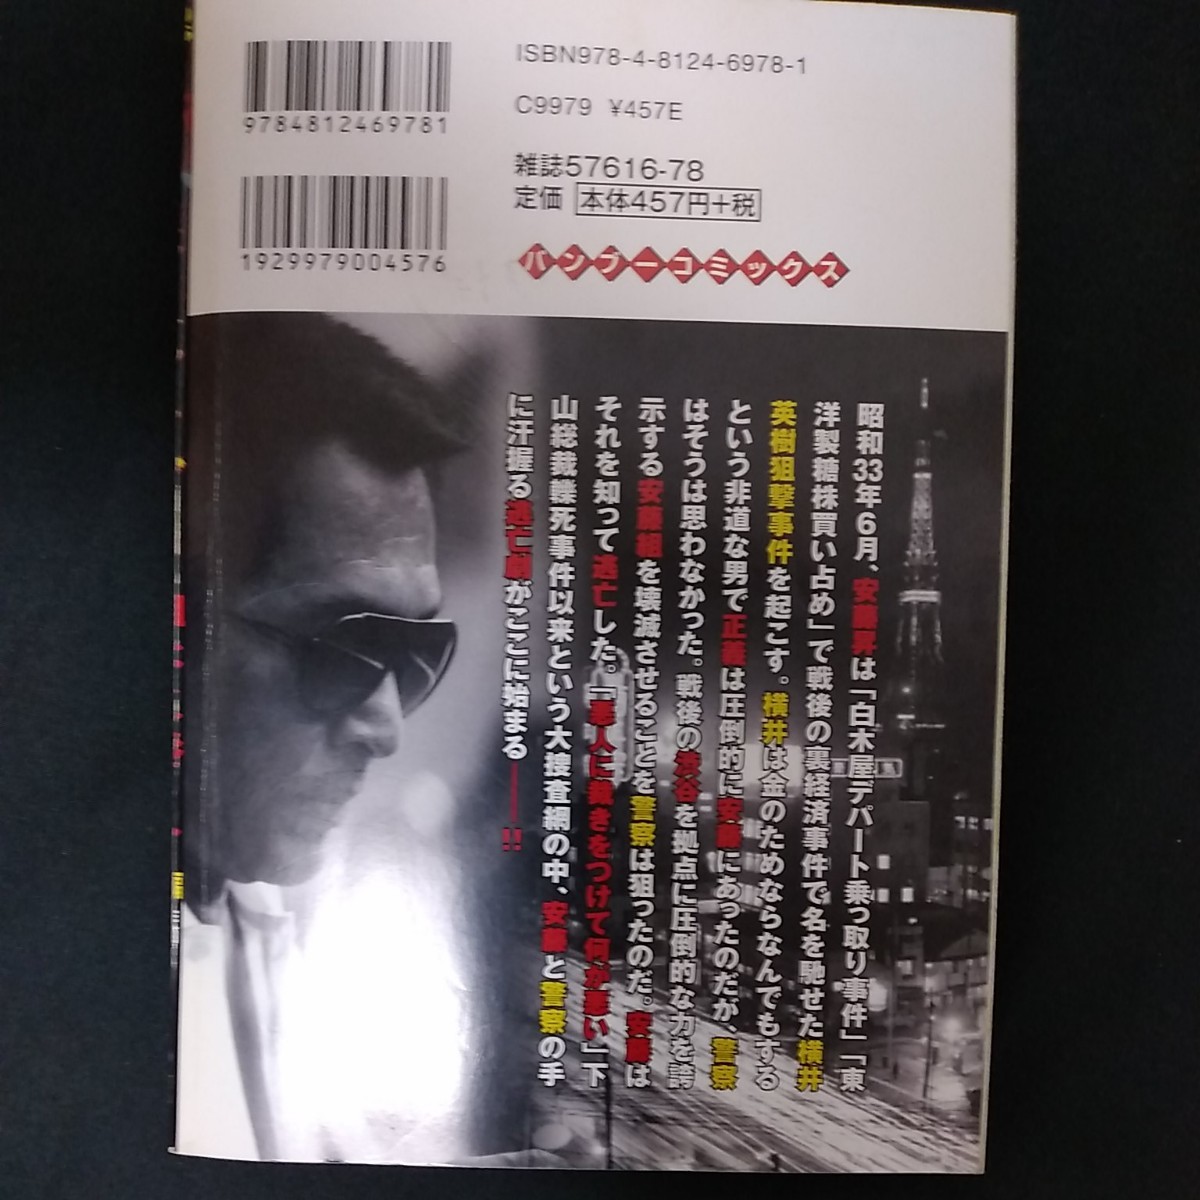 ISBN978-4-8124-6978-1
9784812469781
C9979 ¥457E
雑誌57616-78
定価 本体457円+税
1929979004576
バンブーコミックス
昭和33年6月、安藤昇は「白木屋デパート乗っ取り事件」「東
洋製糖株買い占め」で戦後の裏経済事件で名を馳せた横井
英樹狙撃事件を起こす。横井は金のためならなんでもする
という非道な男で正義は圧倒的に安藤にあったのだが、警察
はそうは思わなかった。戦後の渋谷を拠点に圧倒的な力を誇
示する安藤組を壊滅させることを警察は狙ったのだ。安藤は
それを知って逃亡した。「悪人に裁きをつけて何が悪い」下
山総裁轢死事件以来という大捜査網の中、安藤と警察の手
に汗握る逃亡劇がここに始まる——!!